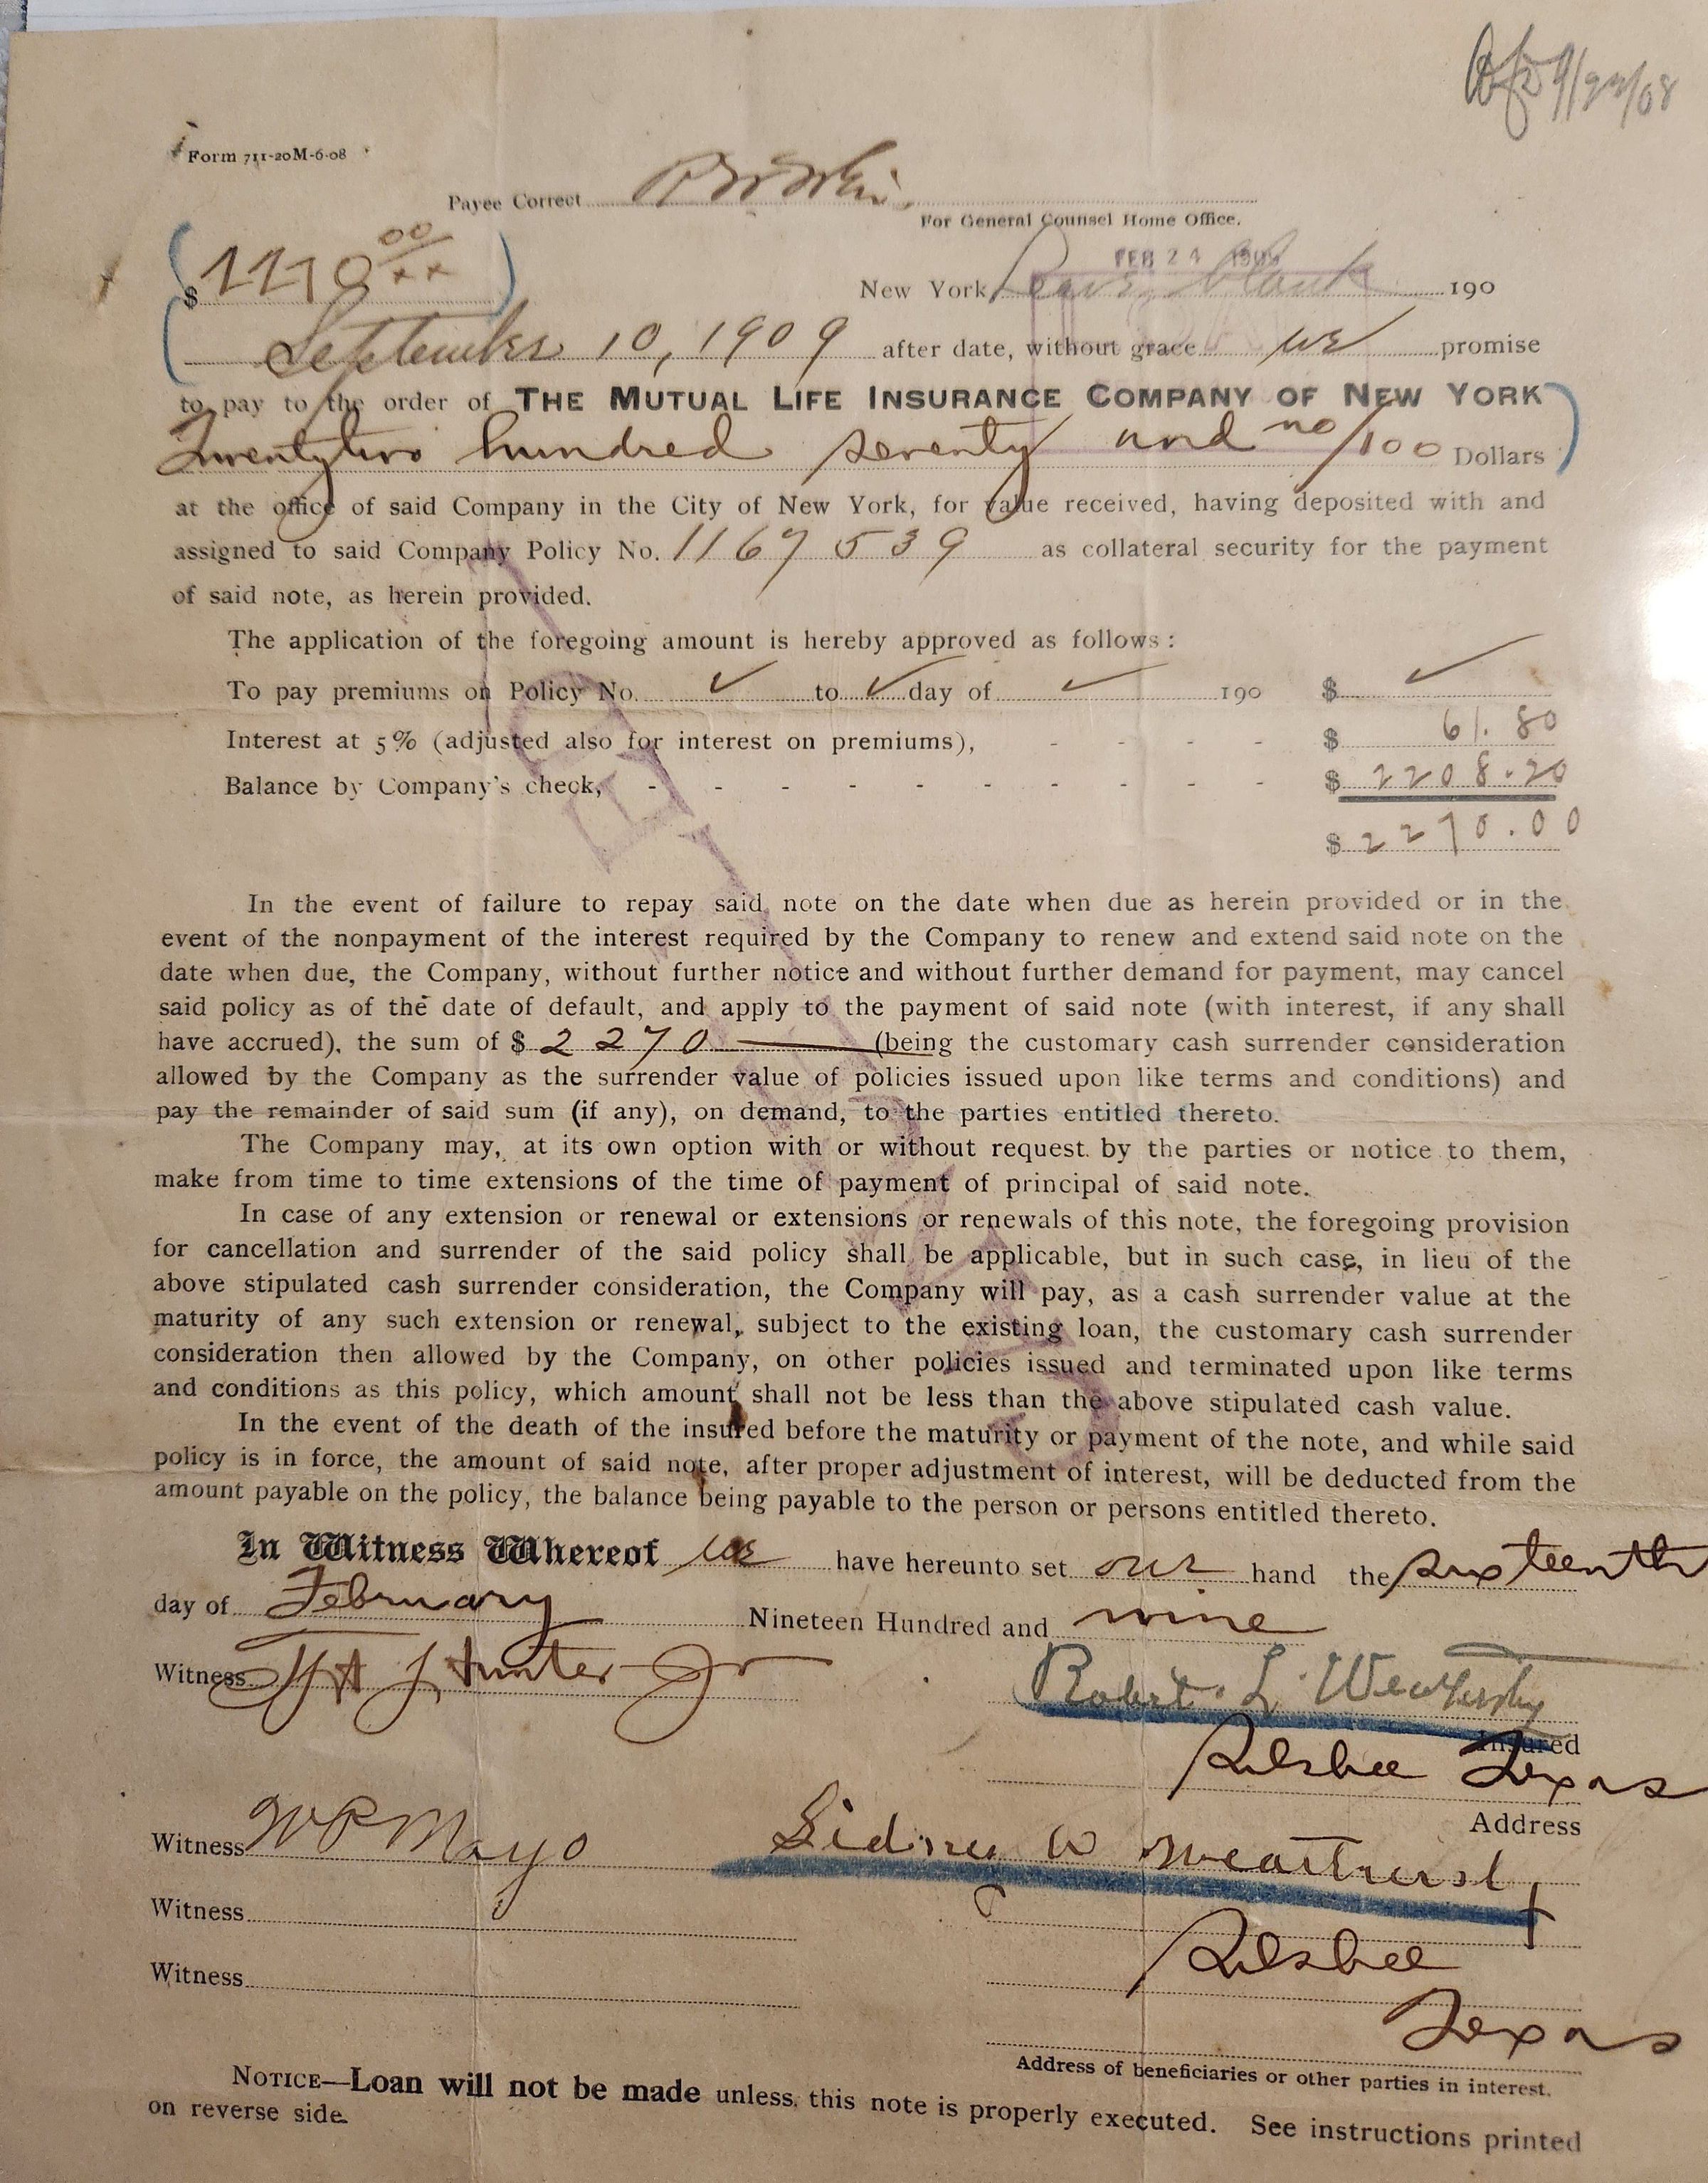 9/24/08
Form 711-20M-6-08
Payee Correct
For General Counsel Home Office.
$ 2270 00/xx
FEB 24 1909
New York Leave blank 190
September 10, 1909 after date, without grace we promise
to pay to the order of THE MUTUAL LIFE INSURANCE COMPANY OF NEW YORK
Twentytwo hundred seventy and no/100 Dollars
at the office of said Company in the City of New York, for value received, having deposited with and
assigned to said Company Policy No. 1167539 as collateral security for the payment
of said note, as herein provided.
The application of the foregoing amount is hereby approved as follows:
To pay premiums on Policy No. ✓ to ✓ day of ✓ 190 $ ✓
Interest at 5% (adjusted also for interest on premiums), - - - - $ 61.80
Balance by Company's check, - - - - - - - - - - $ 2208.20
$ 2270.00
In the event of failure to repay said note on the date when due as herein provided or in the
event of the nonpayment of the interest required by the Company to renew and extend said note on the
date when due, the Company, without further notice and without further demand for payment, may cancel
said policy as of the date of default, and apply to the payment of said note (with interest, if any shall
have accrued), the sum of $ 2270 — (being the customary cash surrender consideration
allowed by the Company as the surrender value of policies issued upon like terms and conditions) and
pay the remainder of said sum (if any), on demand, to the parties entitled thereto.
The Company may, at its own option with or without request by the parties or notice to them,
make from time to time extensions of the time of payment of principal of said note.
In case of any extension or renewal or extensions or renewals of this note, the foregoing provision
for cancellation and surrender of the said policy shall be applicable, but in such case, in lieu of the
above stipulated cash surrender consideration, the Company will pay, as a cash surrender value at the
maturity of any such extension or renewal, subject to the existing loan, the customary cash surrender
consideration then allowed by the Company, on other policies issued and terminated upon like terms
and conditions as this policy, which amount shall not be less than the above stipulated cash value.
In the event of the death of the insured before the maturity or payment of the note, and while said
policy is in force, the amount of said note, after proper adjustment of interest, will be deducted from the
amount payable on the policy, the balance being payable to the person or persons entitled thereto.
In Witness Whereof we have hereunto set our hand the sixteenth
day of February Nineteen Hundred and nine
Witness Hunter Jr
Robert L. Weathersby
Insured
Silsbee Texas
Address
Witness W P Mayo
Sidney W Weathersby
Witness
Silsbee
Witness
Texas
Address of beneficiaries or other parties in interest.
NOTICE—Loan will not be made unless this note is properly executed. See instructions printed
on reverse side.